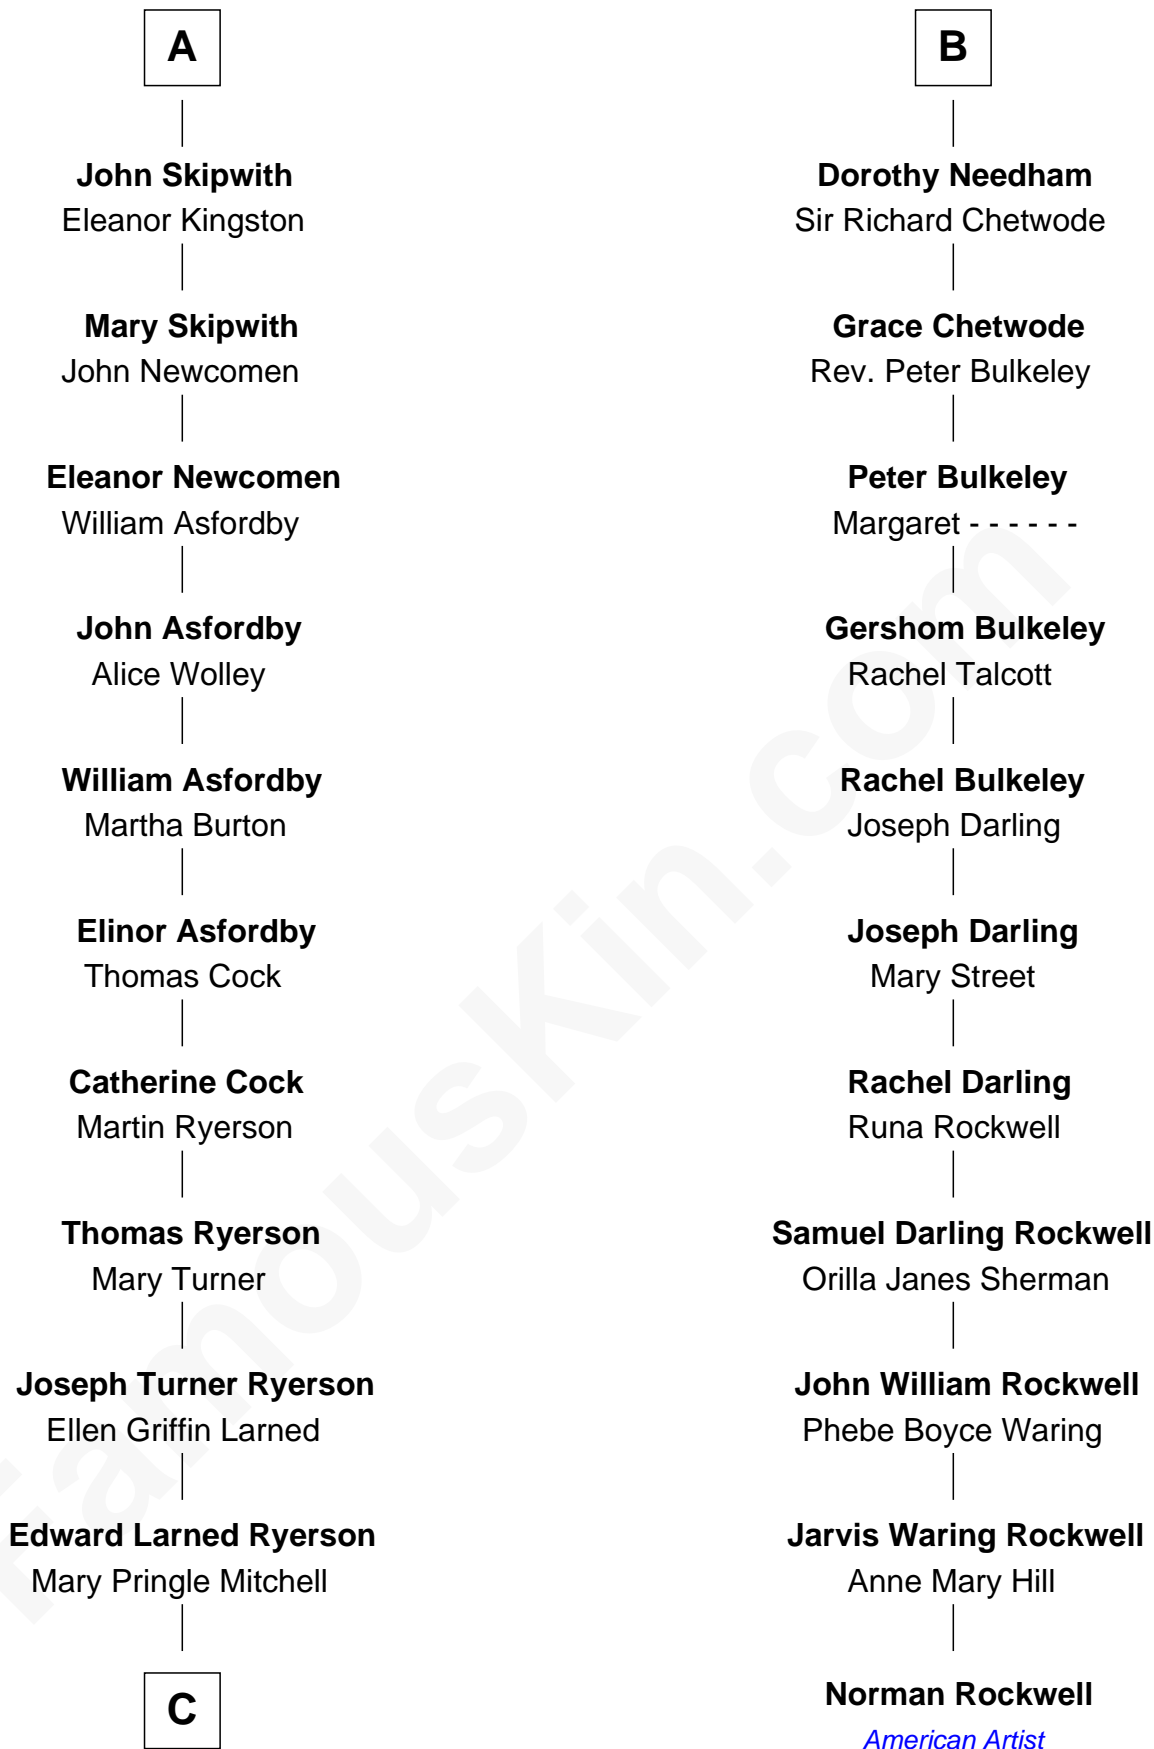 A
John Skipwith
Eleanor Kingston
Mary Skipwith
John Newcomen
Eleanor Newcomen
William Asfordby
John Asfordby
Alice Wolley
William Asfordby
Martha Burton
Elinor Asfordby
Thomas Cock
Catherine Cock
Martin Ryerson
Thomas Ryerson
Mary Turner
Joseph Turner Ryerson
Ellen Griffin Larned
Edward Larned Ryerson
Mary Pringle Mitchell
C
B
Dorothy Needham
Sir Richard Chetwode
Grace Chetwode
Rev. Peter Bulkeley
Peter Bulkeley
Margaret - - - - - -
Gershom Bulkeley
Rachel Talcott
Rachel Bulkeley
Joseph Darling
Joseph Darling
Mary Street
Rachel Darling
Runa Rockwell
Samuel Darling Rockwell
Orilla Janes Sherman
John William Rockwell
Phebe Boyce Waring
Jarvis Waring Rockwell
Anne Mary Hill
Norman Rockwell
American Artist
FamousKin.com